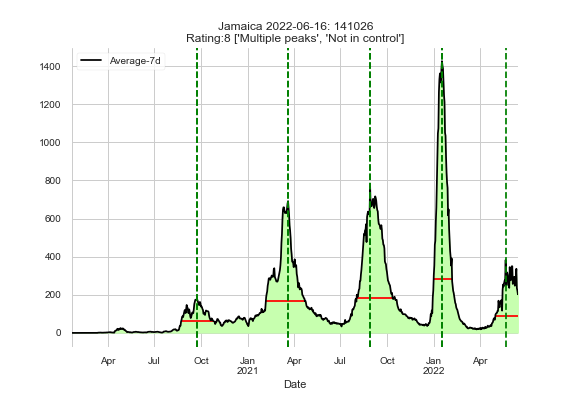 Jamaica 2022-06-16: 141026
Rating:8 ['Multiple peaks', 'Not in control']
Average-7d
1400
1200
1000
800
600
400
200
0
Apr Jul Oct Jan Apr Jul Oct Jan Apr
2021 2022
Date